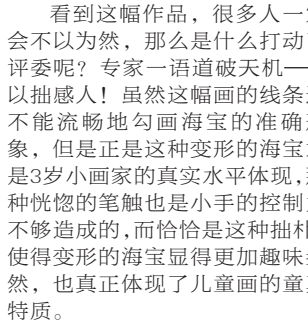 看到这幅作品，很多人一
会不以为然，那么是什么打动
评委呢？专家一语道破天机—
以拙感人！虽然这幅画的线条
不能流畅地勾画海宝的准确
象，但是正是这种变形的海宝
是3岁小画家的真实水平体现，
种恍惚的笔触也是小手的控制
不够造成的，而恰恰是这种拙朴
使得变形的海宝显得更加趣味
然，也真正体现了儿童画的童
特质。